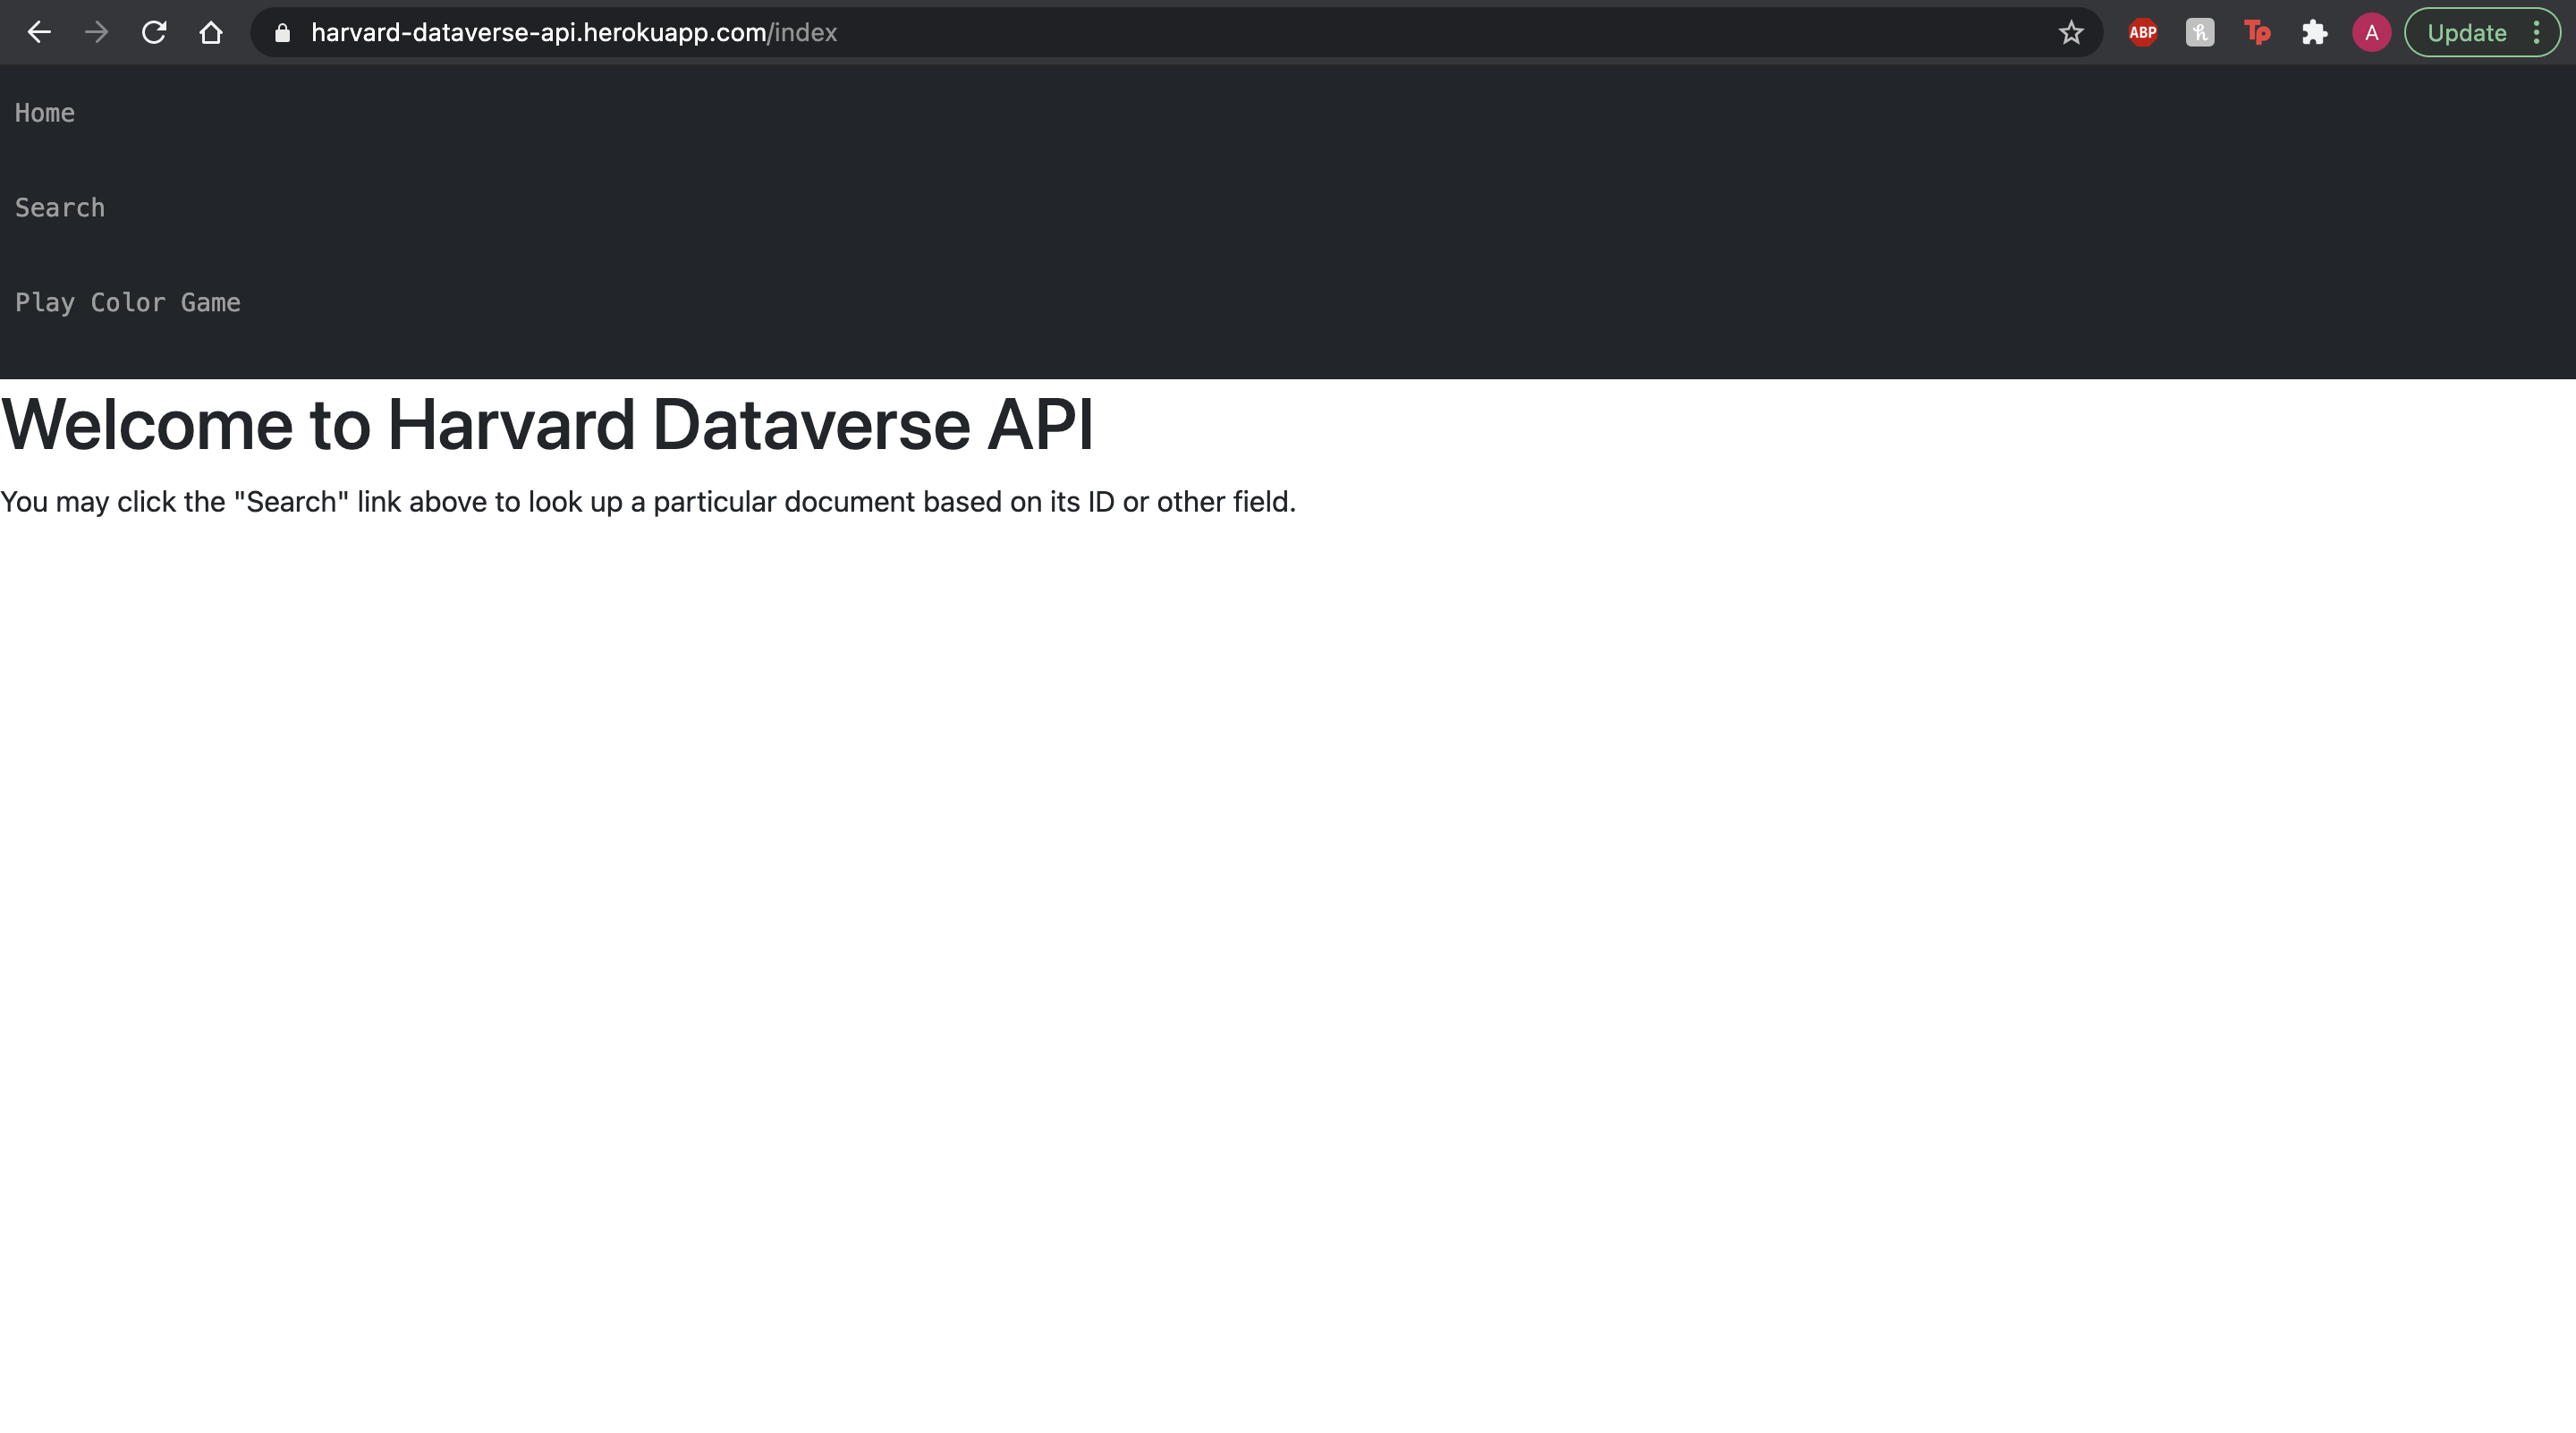 harvard-dataverse-api.herokuapp.com/index
ABP
Tp
A
Update
Home
Search
Play Color Game
Welcome to Harvard Dataverse API
You may click the "Search" link above to look up a particular document based on its ID or other field.